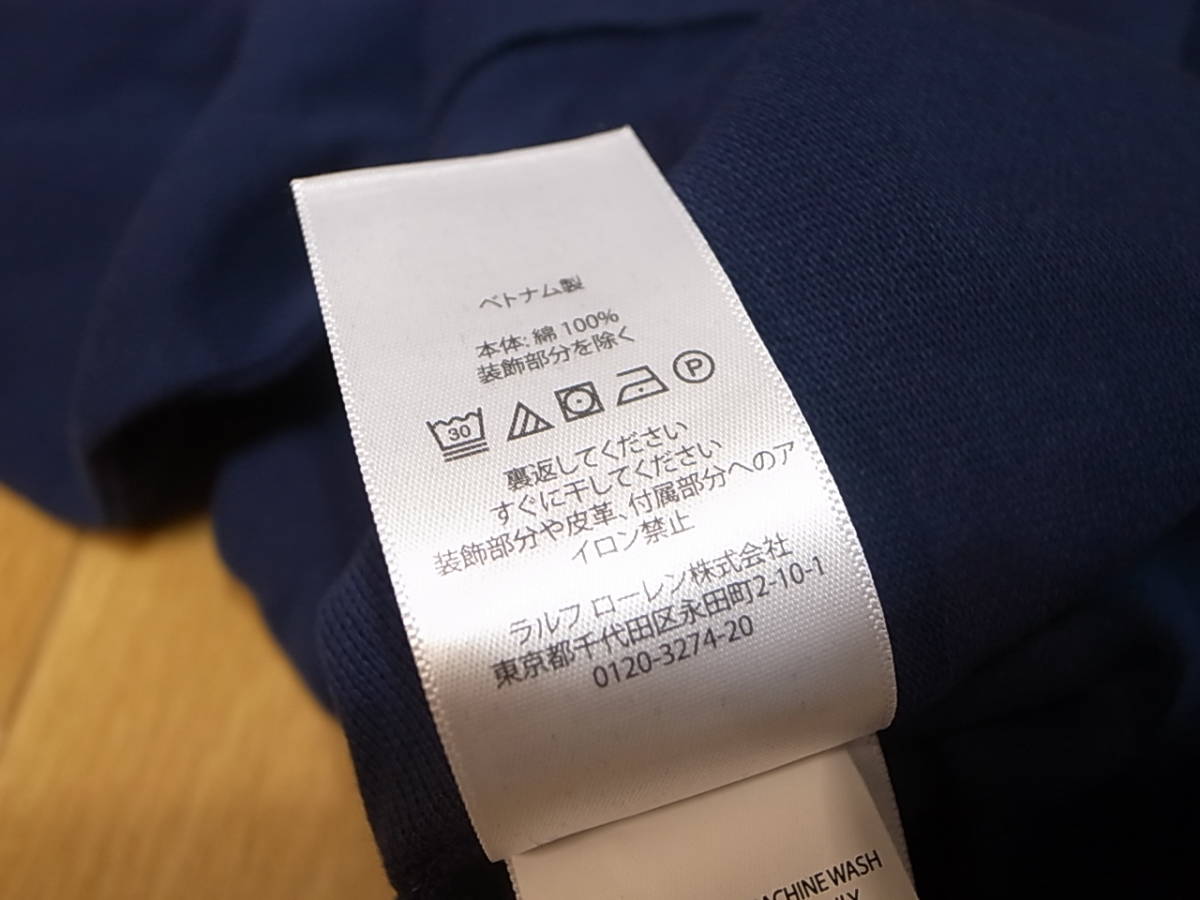 ベトナム製
本体: 綿 100%
装飾部分を除く
30
P
裏返してください
すぐに干してください
装飾部分や皮革、付属部分へのア
イロン禁止
ラルフ ローレン株式会社
東京都千代田区永田町2-10-1
0120-3274-20
WASH